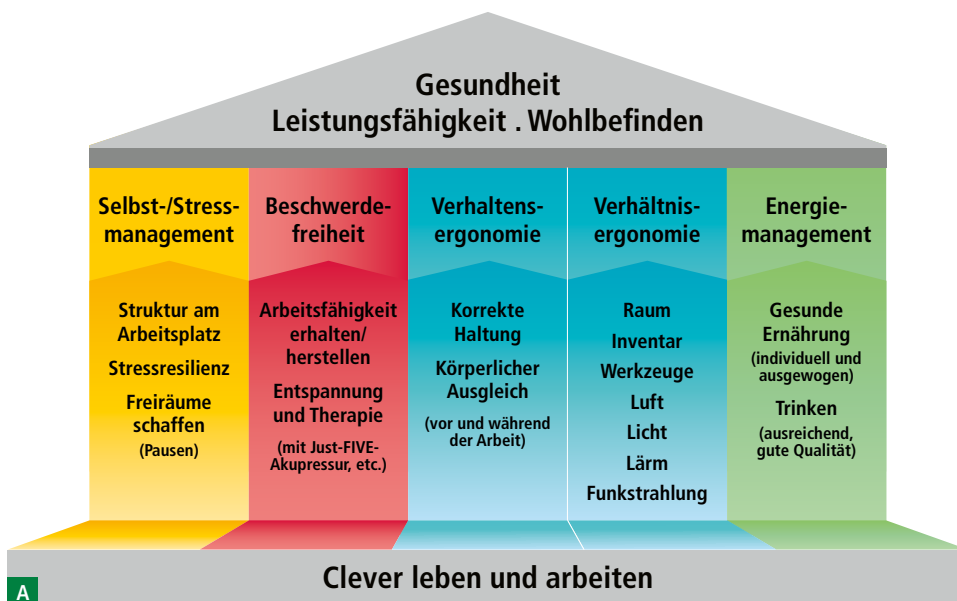 Gesundheit
Leistungsfähigkeit . Wohlbefinden
Selbst-/Stress-
management
Struktur am
Arbeitsplatz
Stressresilienz
Freiräume
schaffen
(Pausen)
Beschwerde-
freiheit
Arbeitsfähigkeit
erhalten/
herstellen
Entspannung
und Therapie
(mit Just-FIVE-
Akupressur, etc.)
Verhaltens-
ergonomie
Korrekte
Haltung
Körperlicher
Ausgleich
(vor und während
der Arbeit)
Verhältnis-
ergonomie
Raum
Inventar
Werkzeuge
Luft
Licht
Lärm
Funkstrahlung
Energie-
management
Gesunde
Ernährung
(individuell und
ausgewogen)
Trinken
(ausreichend,
gute Qualität)
Clever leben und arbeiten
A